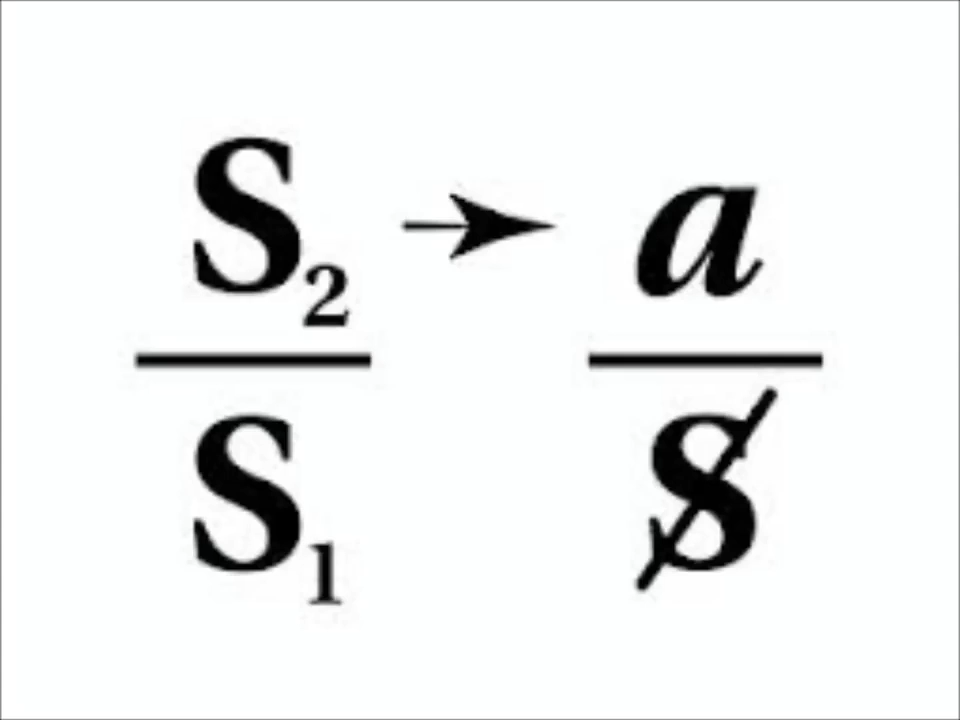 S₂ → a
S₁ $